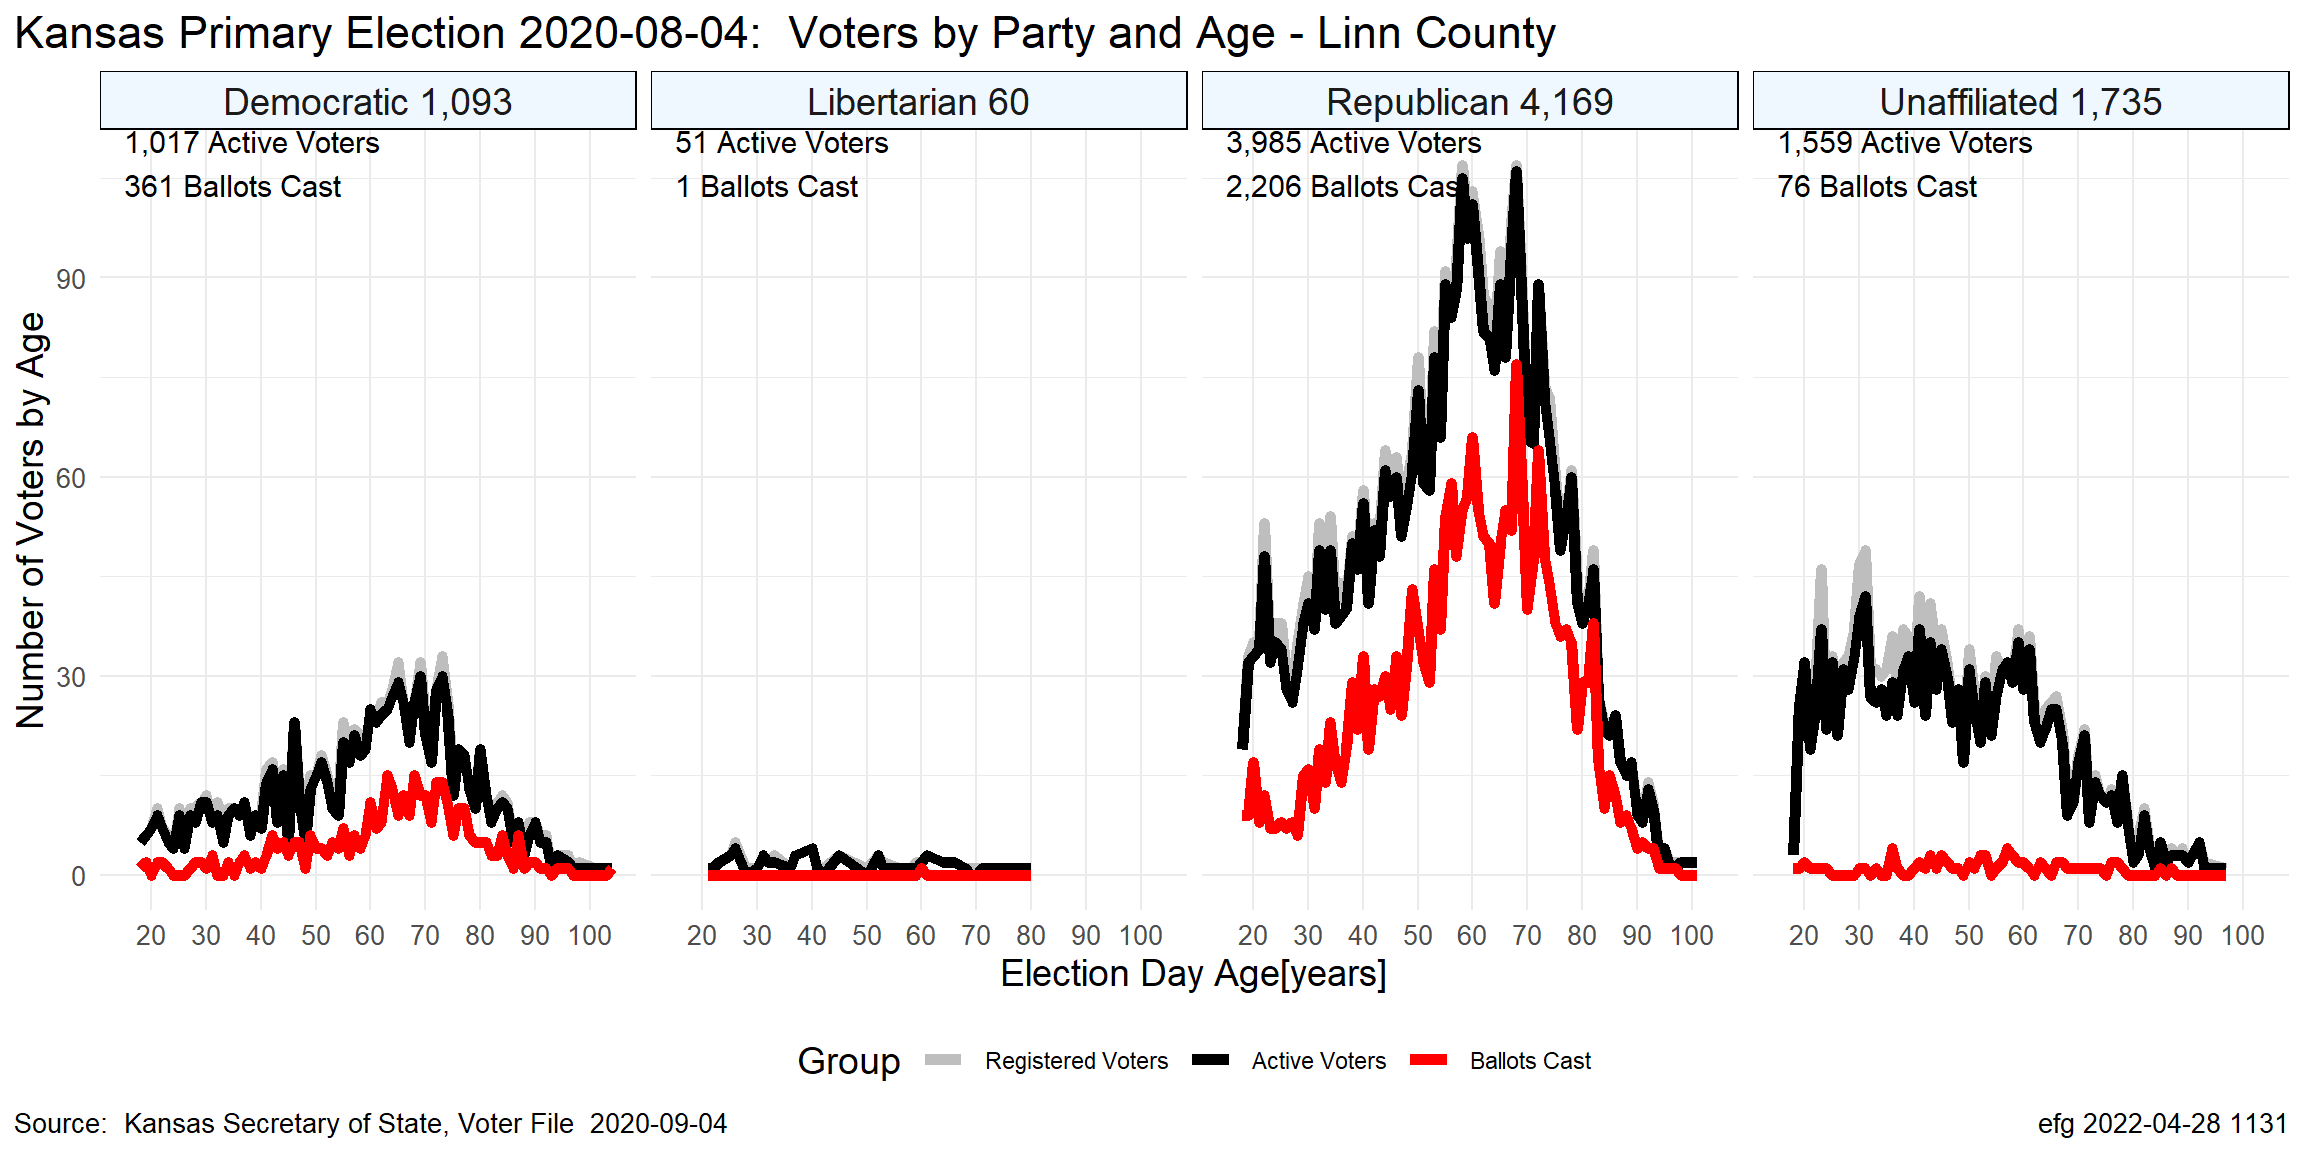 Kansas Primary Election 2020-08-04:  Voters by Party and Age - Linn County
Democratic 1,093
Libertarian 60
Republican 4,169
Unaffiliated 1,735
1,017 Active Voters
361 Ballots Cast
51 Active Voters
1 Ballots Cast
3,985 Active Voters
2,206 Ballots Cast
1,559 Active Voters
76 Ballots Cast
Number of Voters by Age
90
60
30
0
20 30 40 50 60 70 80 90 100
20 30 40 50 60 70 80 90 100
20 30 40 50 60 70 80 90 100
20 30 40 50 60 70 80 90 100
Election Day Age[years]
Group Registered Voters Active Voters Ballots Cast
Source:  Kansas Secretary of State, Voter File  2020-09-04
efg 2022-04-28 1131